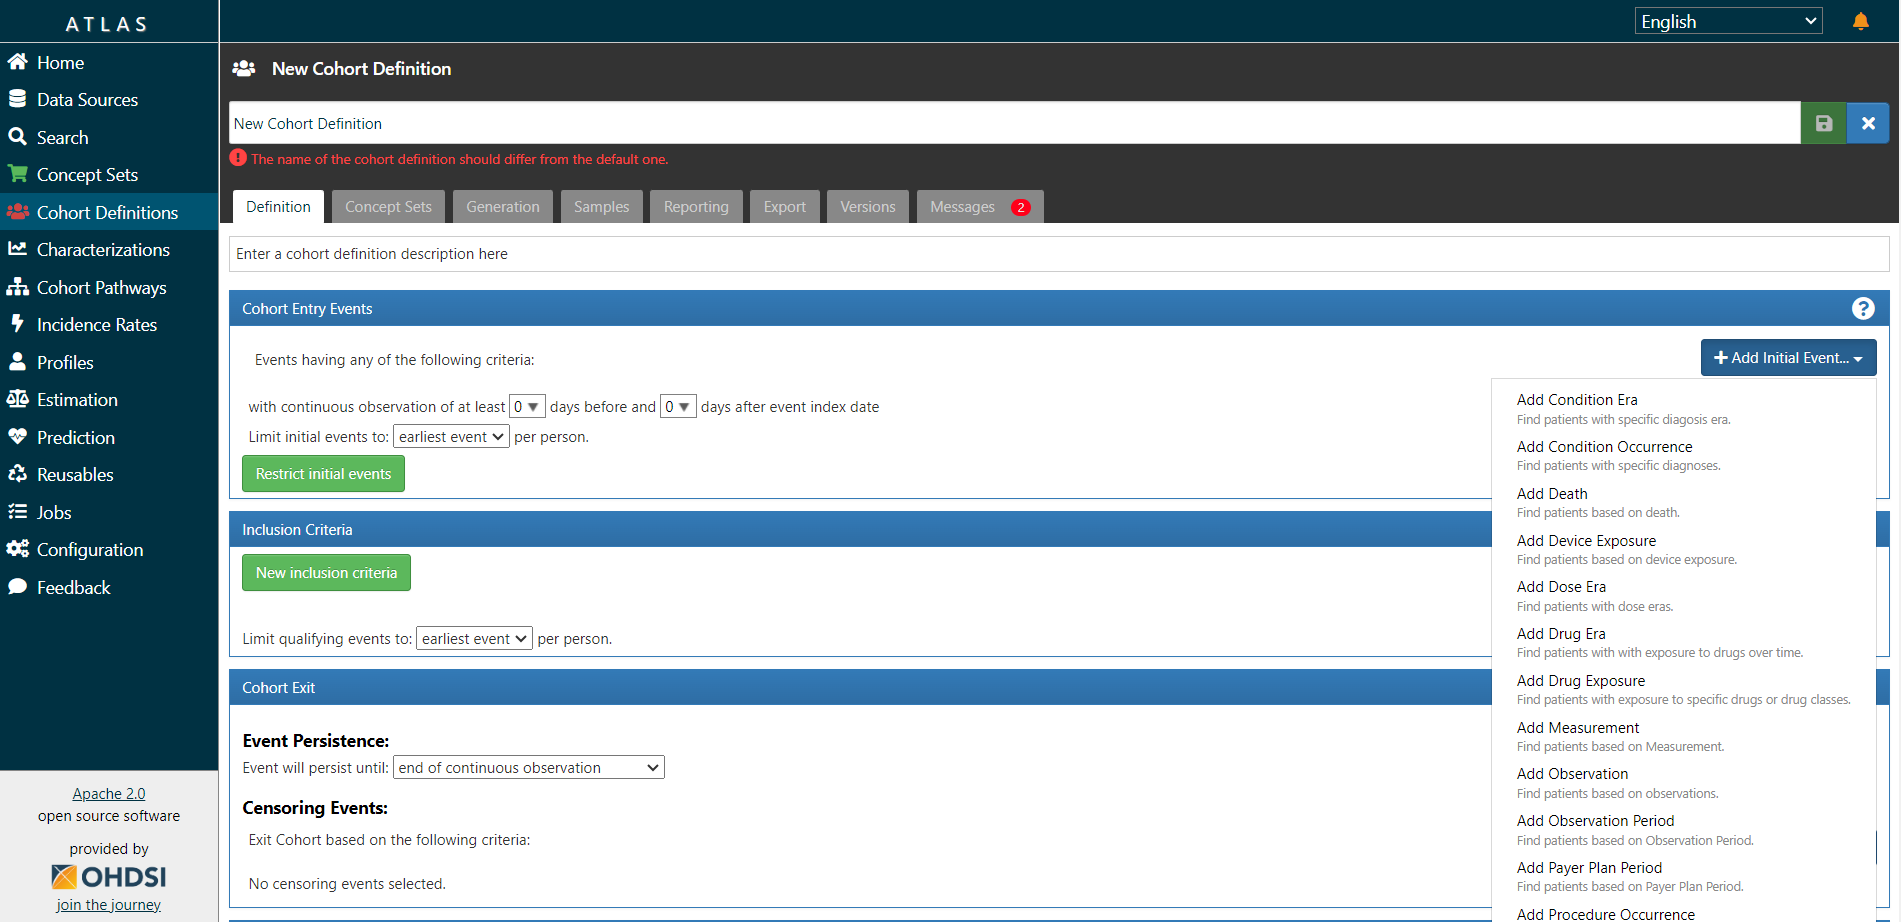 ATLAS
English
Home
Data Sources
Search
Concept Sets
Cohort Definitions
Characterizations
Cohort Pathways
Incidence Rates
Profiles
Estimation
Prediction
Reusables
Jobs
Configuration
Feedback
Apache 2.0
open source software
provided by
OHDSI
join the journey
New Cohort Definition
New Cohort Definition
The name of the cohort definition should differ from the default one.
Definition Concept Sets Generation Samples Reporting Export Versions Messages 2
Enter a cohort definition description here
Cohort Entry Events ?
Events having any of the following criteria:
Add Initial Event...
with continuous observation of at least 0 days before and 0 days after event index date
Limit initial events to: earliest event per person.
Restrict initial events
Inclusion Criteria
New inclusion criteria
Limit qualifying events to: earliest event per person.
Cohort Exit
Event Persistence:
Event will persist until: end of continuous observation
Censoring Events:
Exit Cohort based on the following criteria:
No censoring events selected.
Add Condition Era
Find patients with specific diagosis era.
Add Condition Occurrence
Find patients with specific diagnoses.
Add Death
Find patients based on death.
Add Device Exposure
Find patients based on device exposure.
Add Dose Era
Find patients with dose eras.
Add Drug Era
Find patients with with exposure to drugs over time.
Add Drug Exposure
Find patients with exposure to specific drugs or drug classes.
Add Measurement
Find patients based on Measurement.
Add Observation
Find patients based on observations.
Add Observation Period
Find patients based on Observation Period.
Add Payer Plan Period
Find patients based on Payer Plan Period.
Add Procedure Occurrence